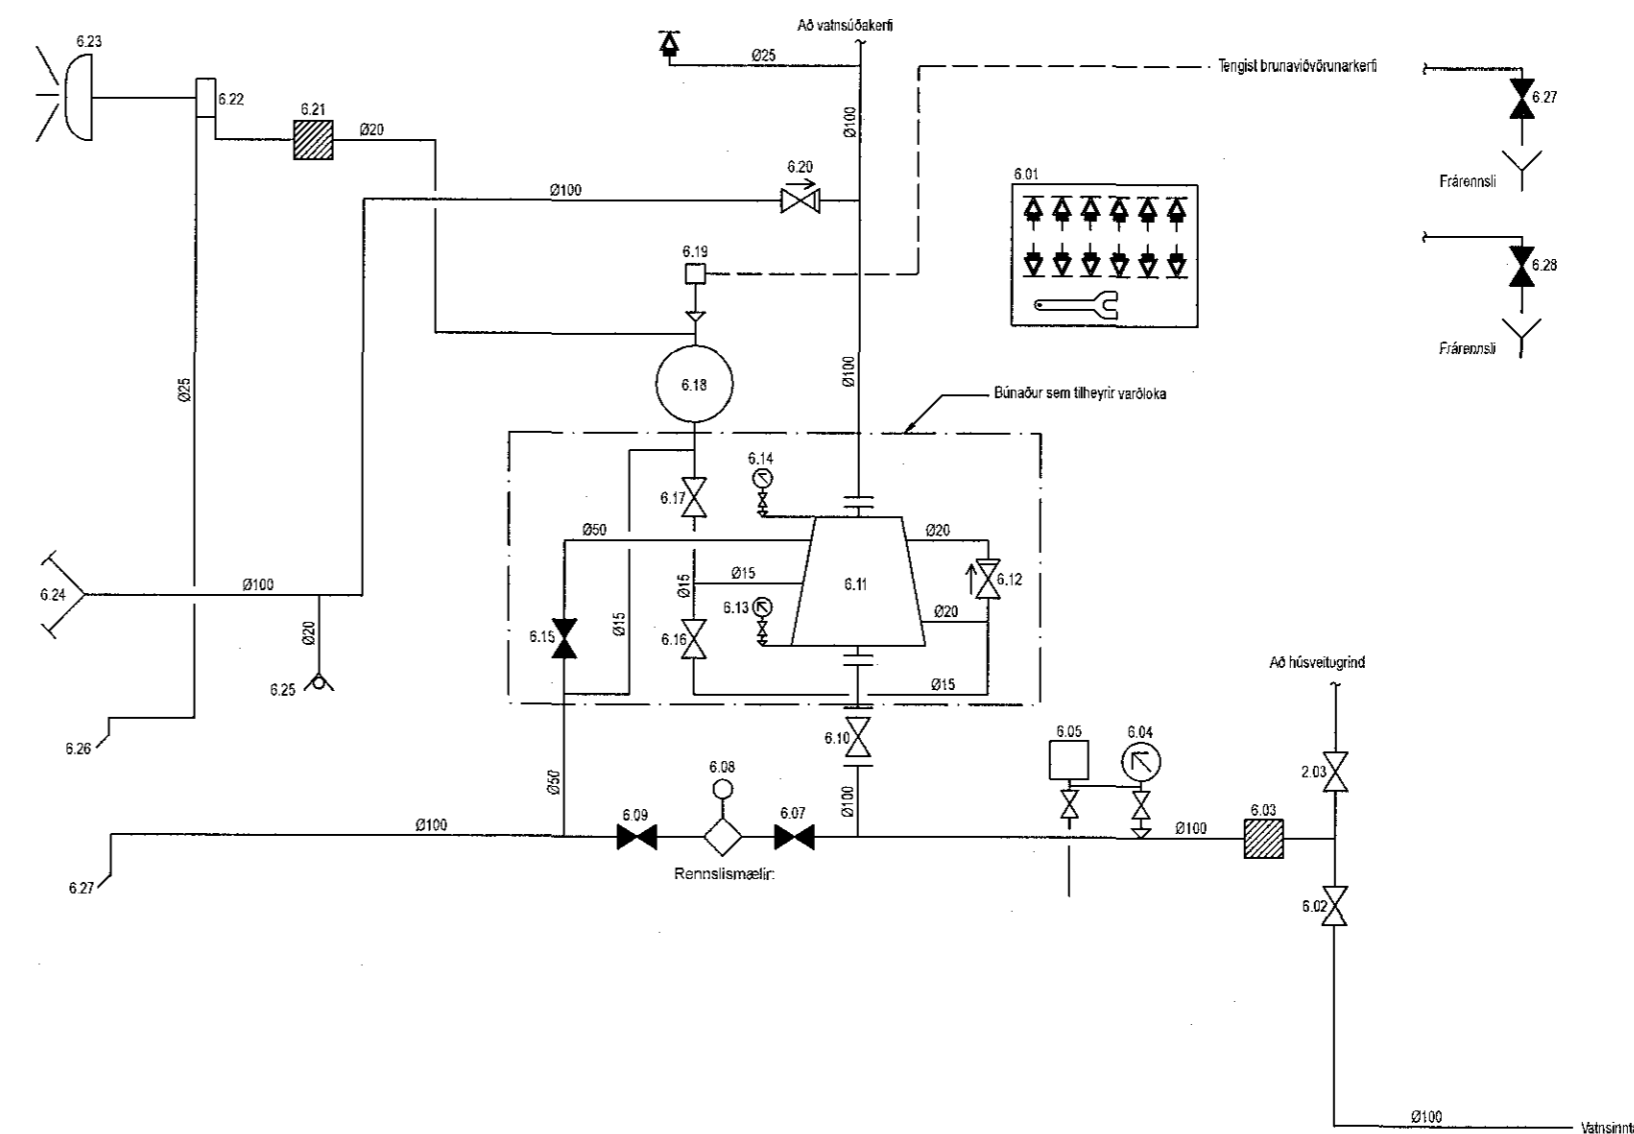 Að vatnsúðakerfi
6.23
Ø25
Tengist brunaviðvörunarkerfi
6.22
6.27
6.21
Ø20
Ø100
6.20
6.01
Frárennsli
Ø100
6.19
6.28
Frárennsli
Ø25
6.18
Ø100
Búnaður sem tilheyrir varðloka
6.14
6.17
Ø50
Ø20
6.24
Ø100
Ø15
Ø15
6.11
6.12
6.13
Ø20
Ø20
6.15
Ø15
6.16
6.25
Ø15
Að húsveitugrind
6.26
6.10
6.05
6.04
6.08
2.03
Ø50
Ø100
6.03
Ø100
6.09
6.07
Ø100
Rennslismælir:
6.27
6.02
Ø100